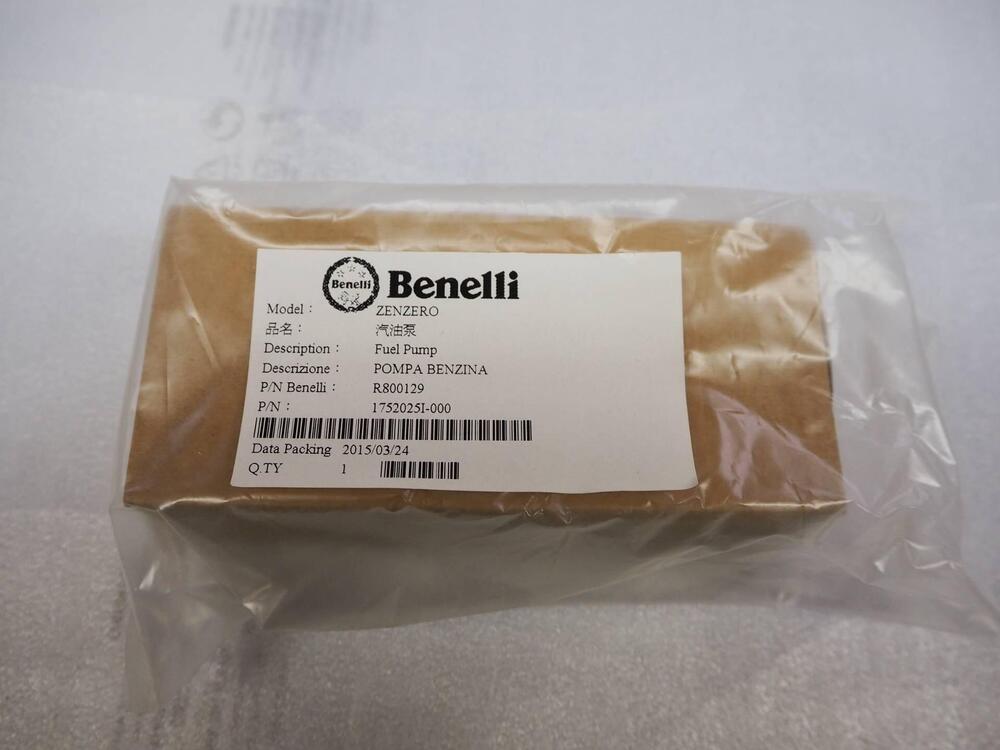 Benelli Benelli
Model： ZENZERO
品名： 汽油泵
Description： Fuel Pump
Descrizione： POMPA BENZINA
P/N Benelli： R800129
P/N： 1752025I-000
Data Packing 2015/03/24
Q.TY 1